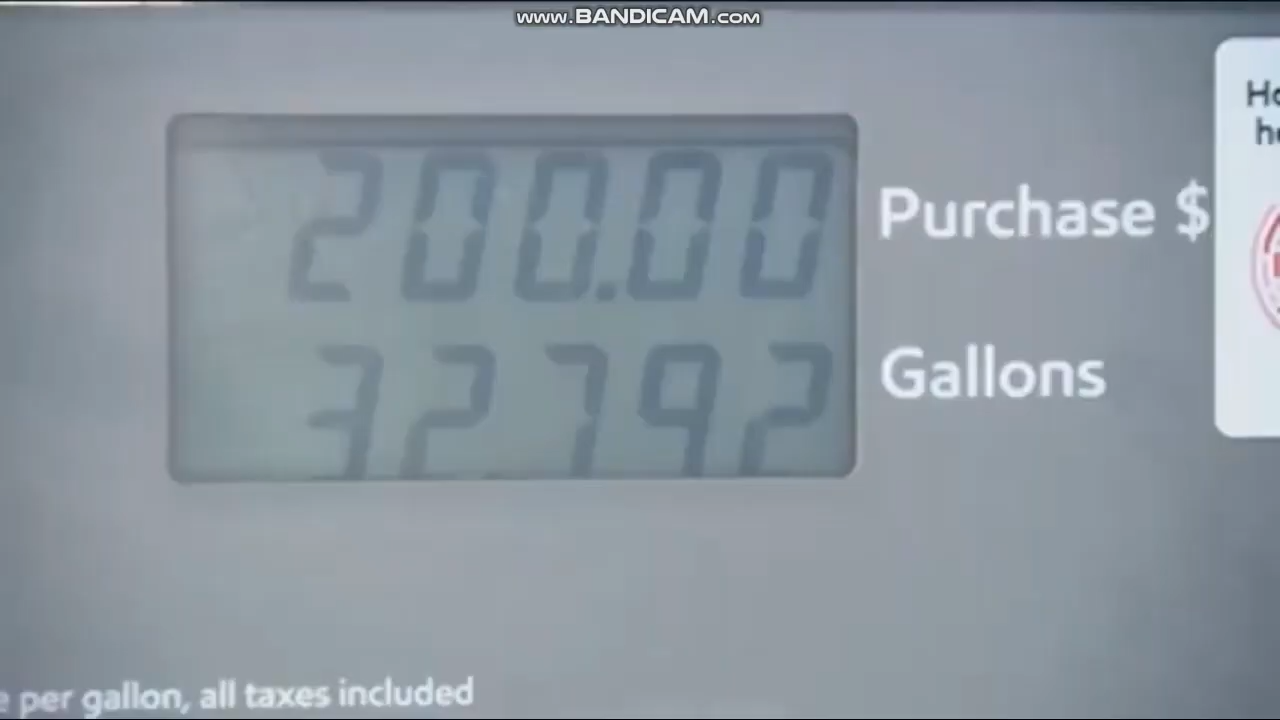 www.BANDICAM.com
200.00
Purchase $
32.792
Gallons
per gallon, all taxes included